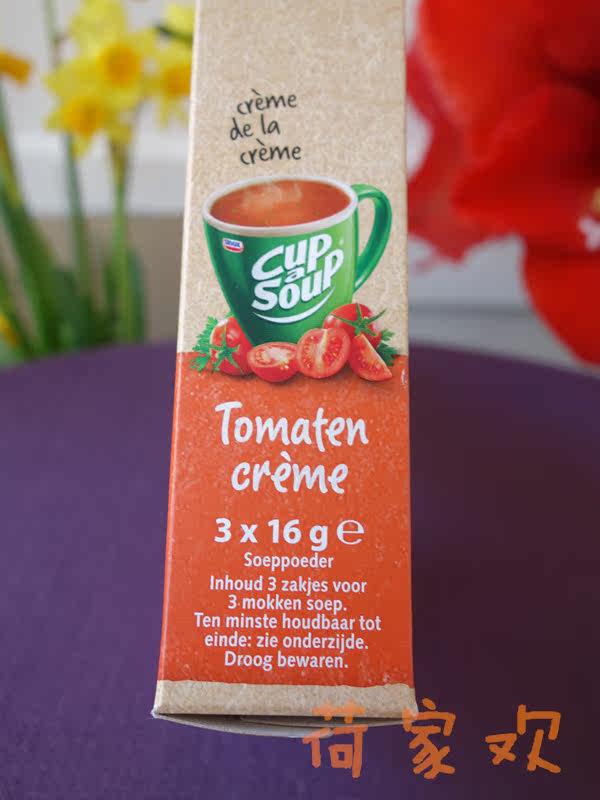 crème
de la
crème
unox
Cup
a
Soup
Tomaten
crème
3 x 16 g ℮
Soeppoeder
Inhoud 3 zakjes voor
3 mokken soep.
Ten minste houdbaar tot
einde: zie onderzijde.
Droog bewaren.
荷家欢